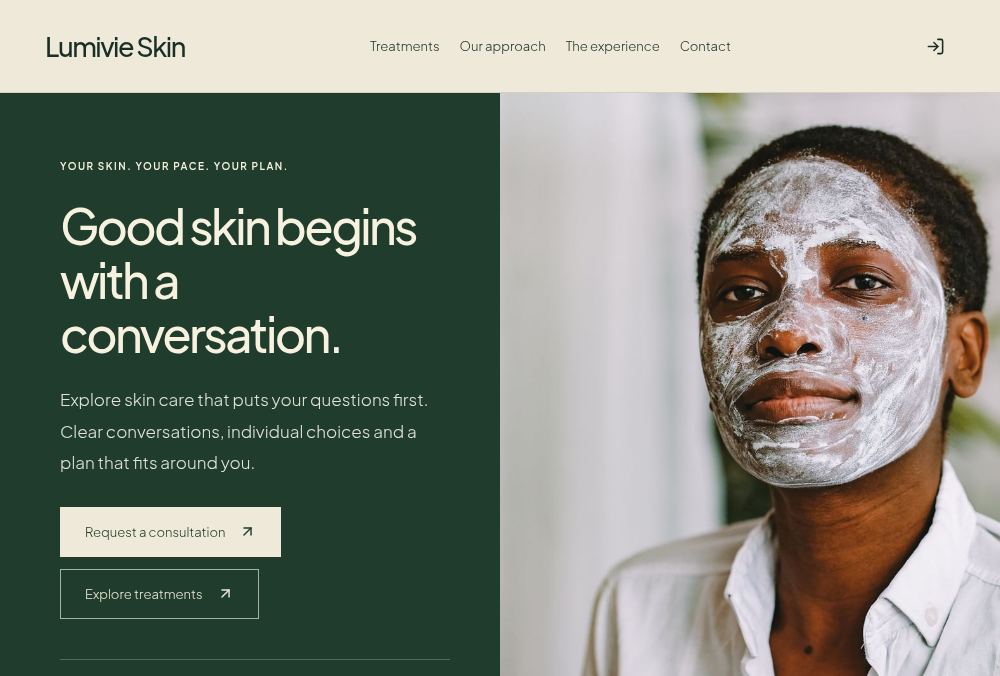 Lumivie Skin
Treatments
Our approach
The experience
Contact
YOUR SKIN. YOUR PACE. YOUR PLAN.
Good skin begins
with a
conversation.
Explore skin care that puts your questions first.
Clear conversations, individual choices and a
plan that fits around you.
Request a consultation
Explore treatments